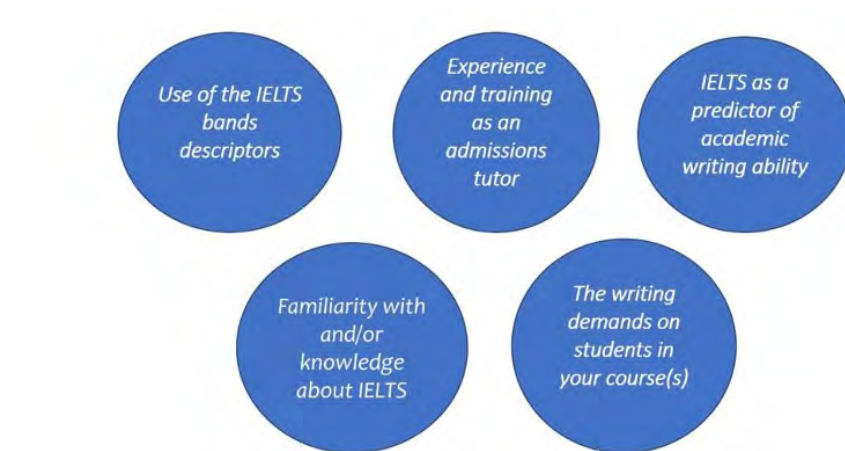 Use of the IELTS
bands
descriptors
Experience
and training
as an
admissions
tutor
IELTS as a
predictor of
academic
writing ability
Familiarity with
and/or
knowledge
about IELTS
The writing
demands on
students in
your course(s)